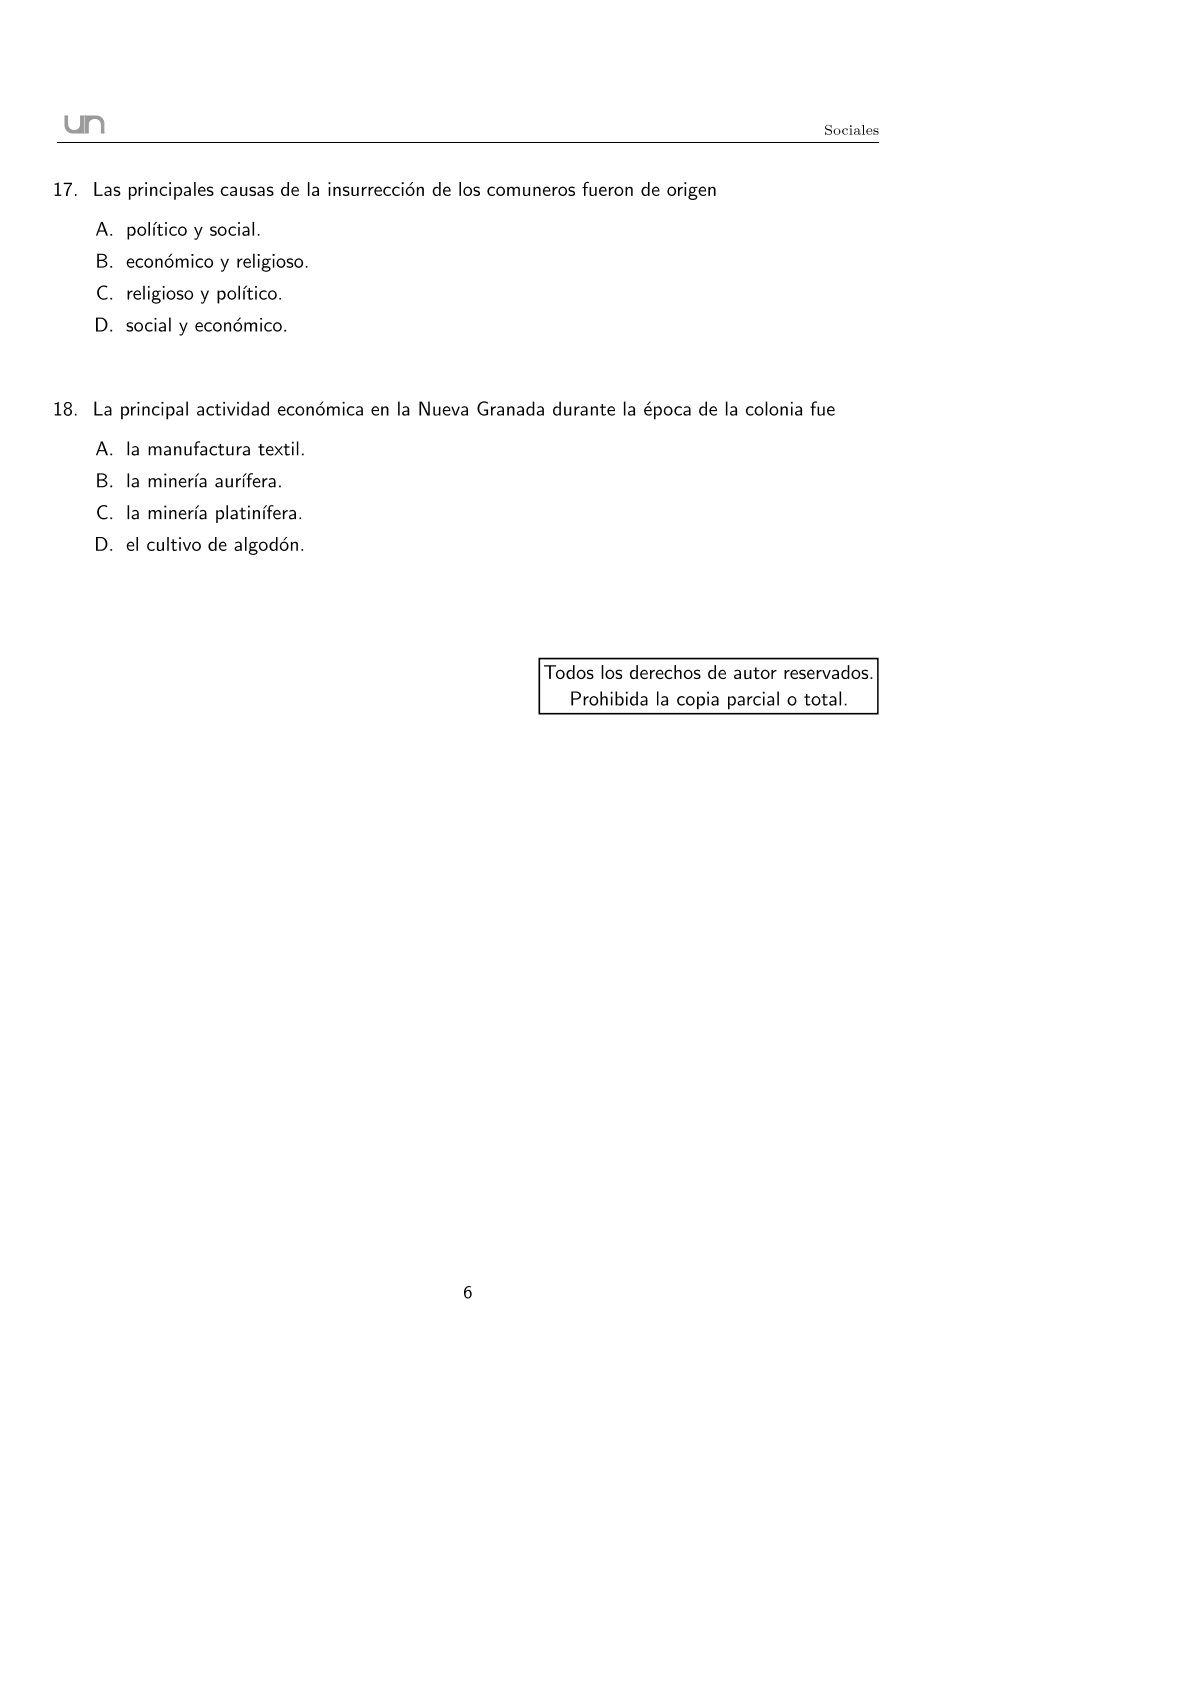 un
Sociales
17. Las principales causas de la insurrección de los comuneros fueron de origen
A. político y social.
B. económico y religioso.
C. religioso y político.
D. social y económico.
18. La principal actividad económica en la Nueva Granada durante la época de la colonia fue
A. la manufactura textil.
B. la minería aurífera.
C. la minería platinífera.
D. el cultivo de algodón.
Todos los derechos de autor reservados.
Prohibida la copia parcial o total.
6